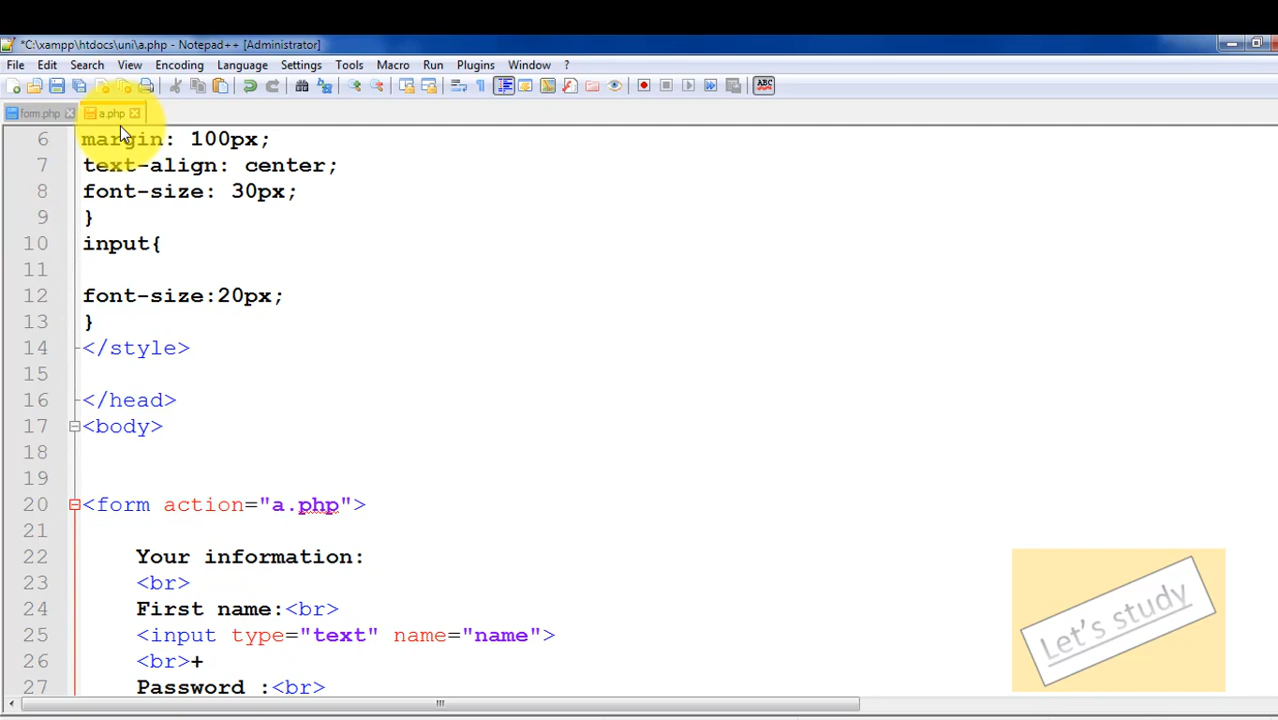 *C:\xampp\htdocs\uni\a.php - Notepad++ [Administrator]
File Edit Search View Encoding Language Settings Tools Macro Run Plugins Window ?
ABC
form.php a.php
6 margin: 100px;
7 text-align: center;
8 font-size: 30px;
9 }
10 input{
11
12 font-size:20px;
13 }
14 </style>
15
16 </head>
17 <body>
18
19
20 <form action="a.php">
21
22 Your information:
23 <br>
24 First name:<br>
25 <input type="text" name="name">
26 <br>+
27 Password :<br>
Let's study